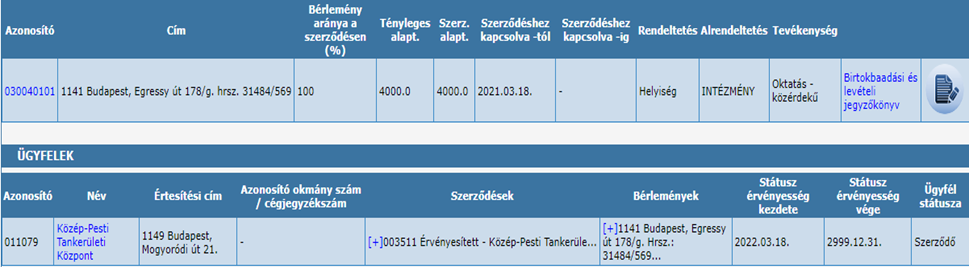 Azonosító Cím Bérlemény aránya a szerződésen (%) Tényleges alapt. Szerz. alapt. Szerződéshez kapcsolva -tól Szerződéshez kapcsolva -ig Rendeltetés Alrendeltetés Tevékenység
030040101 1141 Budapest, Egressy út 178/g. hrsz. 31484/569 100 4000.0 4000.0 2021.03.18. - Helyiség INTÉZMÉNY Oktatás - közérdekű Birtokbaadási és levételi jegyzőkönyv
ÜGYFELEK
Azonosító Név Értesítési cím Azonosító okmány szám / cégjegyzékszám Szerződések Bérlemények Státusz érvényesség kezdete Státusz érvényesség vége Ügyfél státusza
011079 Közép-Pesti Tankerületi Központ 1149 Budapest, Mogyoródi út 21. - [+]003511 Érvényesített - Közép-Pesti Tankerüle... [+]1141 Budapest, Egressy út 178/g. Hrsz.: 31484/569... 2022.03.18. 2999.12.31. Szerződő